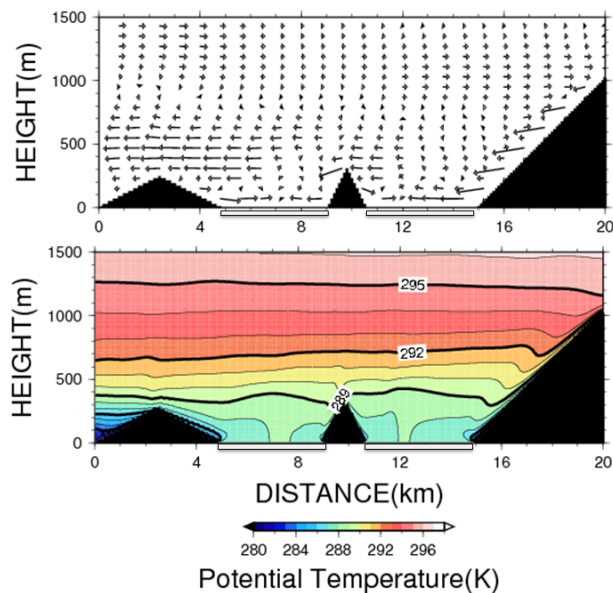 1500
1000
500
0
HEIGHT(m)
0 4 8 12 16 20
1500
1000
500
0
HEIGHT(m)
295
292
289
0 4 8 12 16 20
DISTANCE(km)
280 284 288 292 296
Potential Temperature(K)